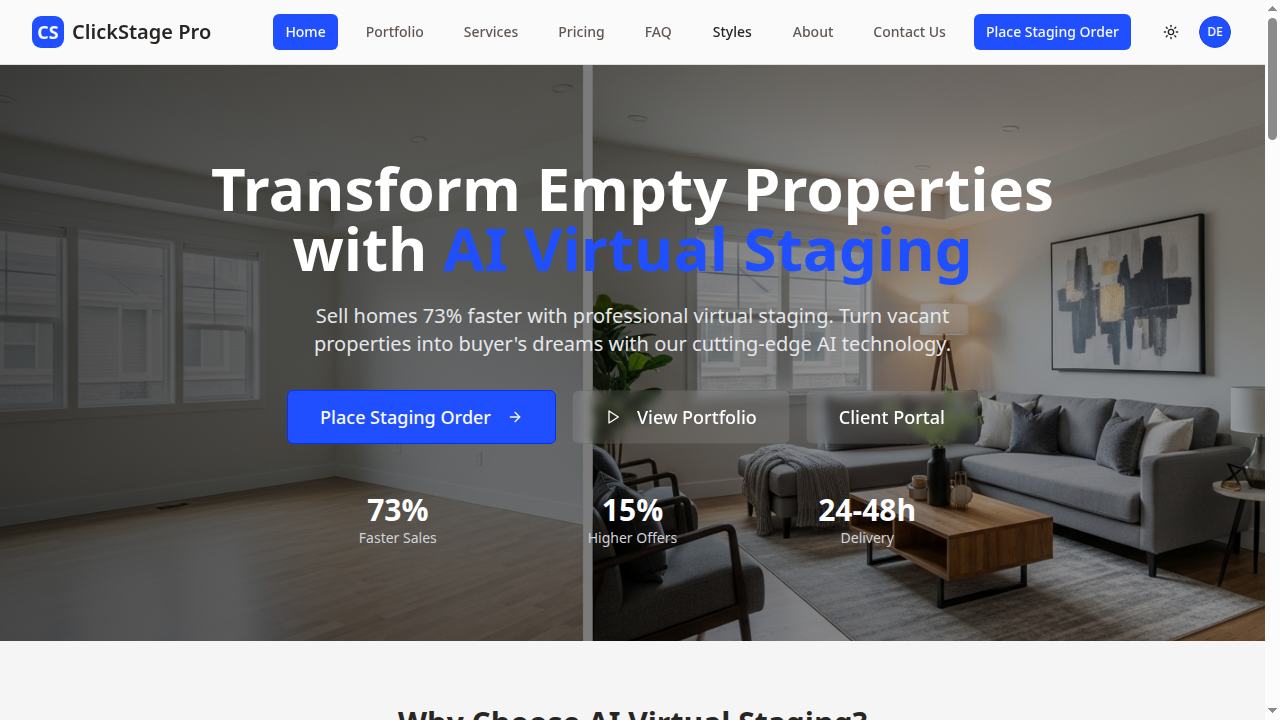 CS ClickStage Pro Home Portfolio Services Pricing FAQ Styles About Contact Us Place Staging Order DE
Transform Empty Properties
with AI Virtual Staging
Sell homes 73% faster with professional virtual staging. Turn vacant
properties into buyer's dreams with our cutting-edge AI technology.
Place Staging Order View Portfolio Client Portal
73% 15% 24-48h
Faster Sales Higher Offers Delivery
Why Choose AI Virtual Staging?